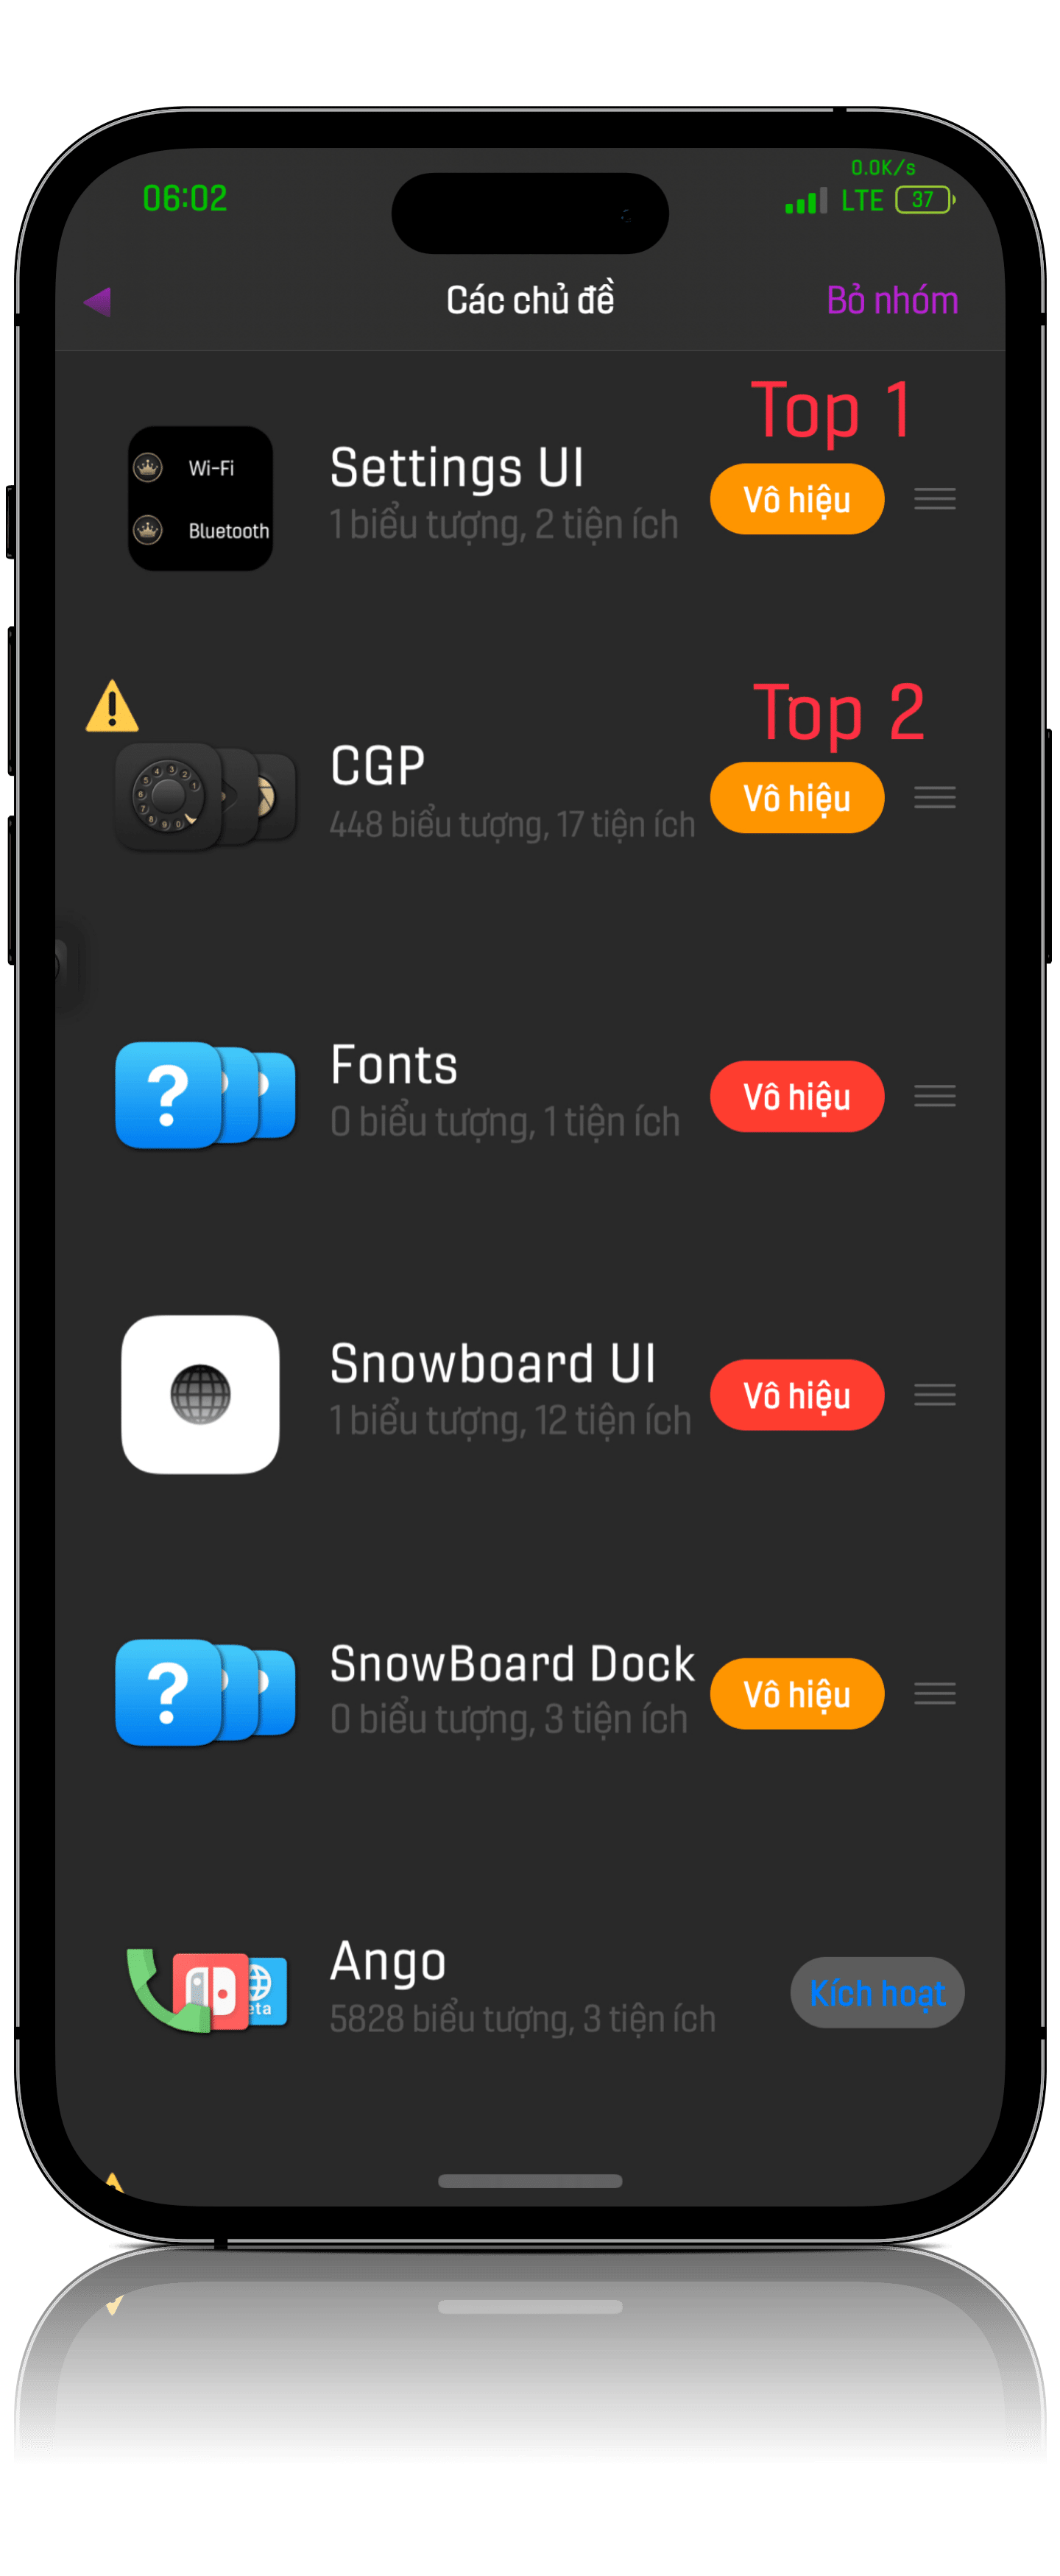 0.0K/s
06:02
LTE 37
Các chủ đề
Bỏ nhóm
Top 1
Wi-Fi
Bluetooth
Settings UI
1 biểu tượng, 2 tiện ích
Vô hiệu
Top 2
CGP
448 biểu tượng, 17 tiện ích
Vô hiệu
?
Fonts
0 biểu tượng, 1 tiện ích
Vô hiệu
Snowboard UI
1 biểu tượng, 12 tiện ích
Vô hiệu
?
SnowBoard Dock
0 biểu tượng, 3 tiện ích
Vô hiệu
eta
Ango
5828 biểu tượng, 3 tiện ích
Kích hoạt